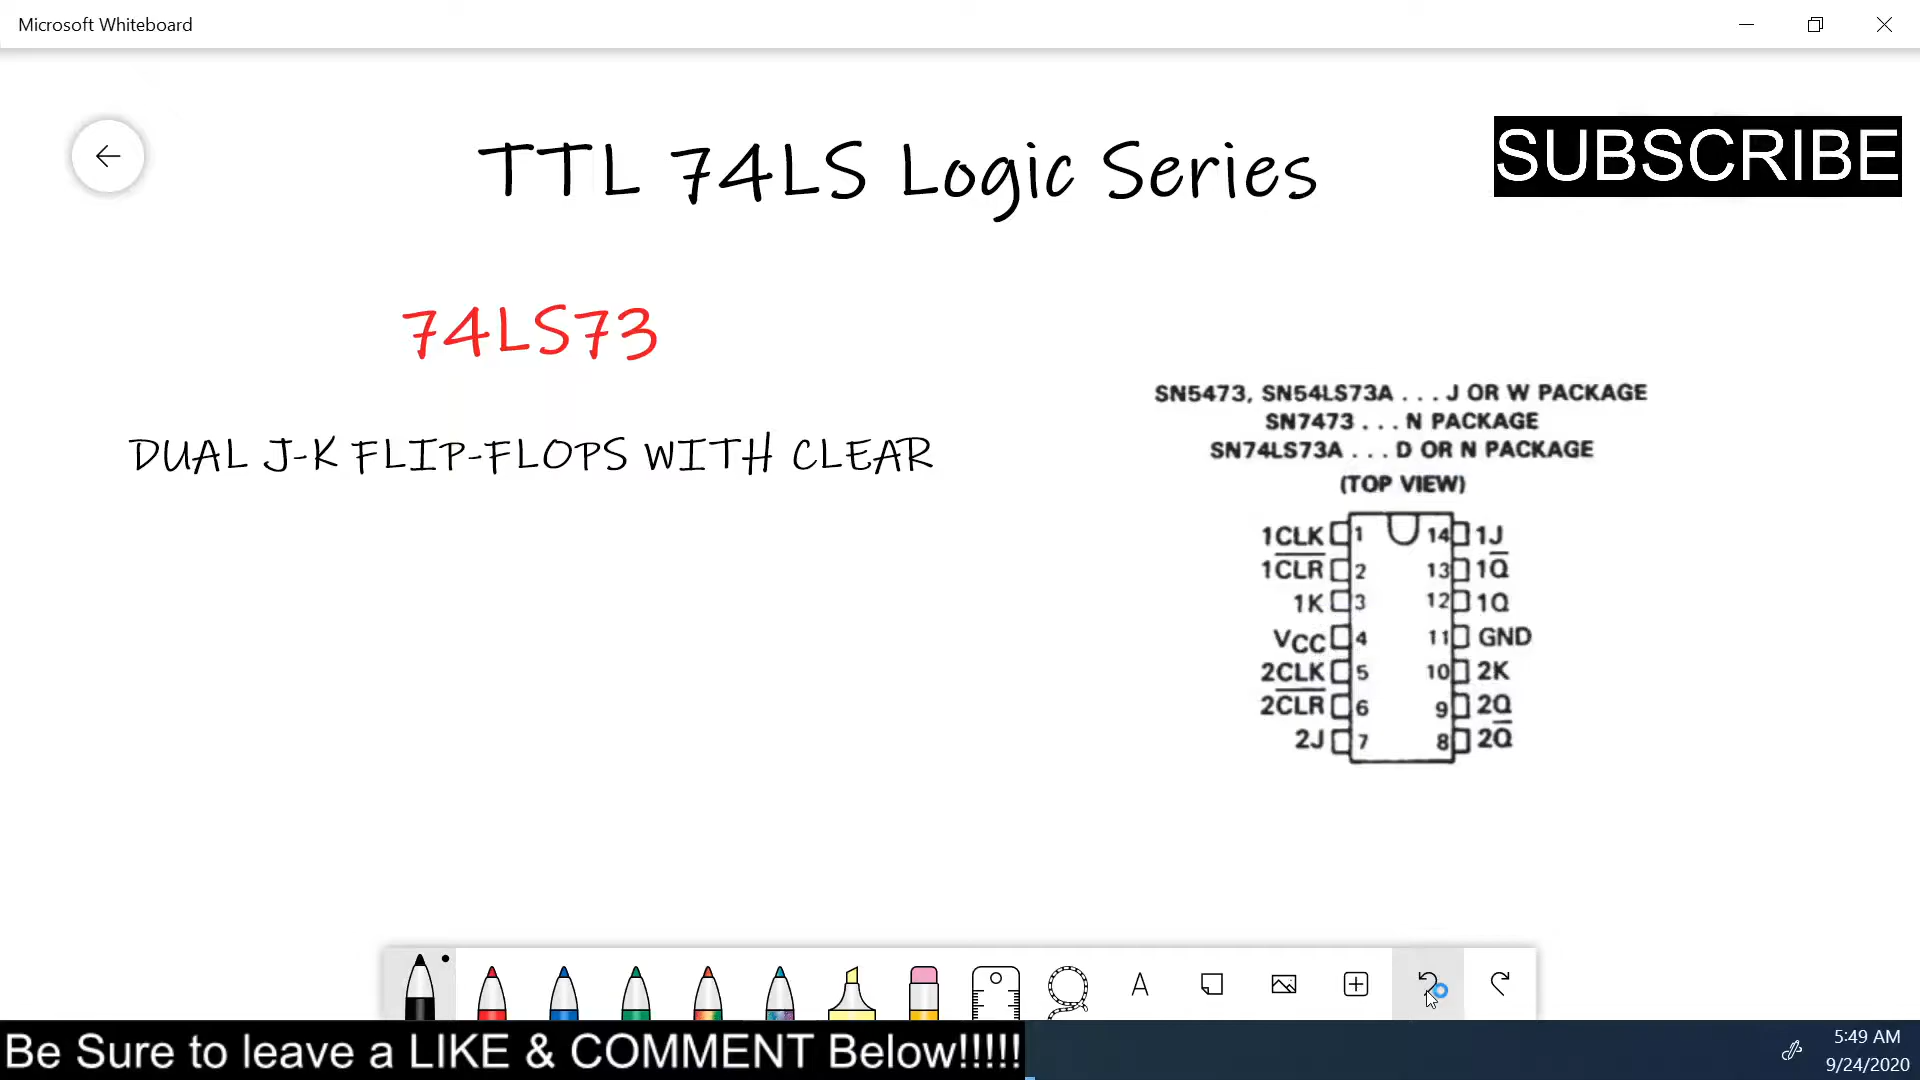 Microsoft Whiteboard
TTL 74LS Logic Series
SUBSCRIBE
74LS73
DUAL J-K FLIP-FLOPS WITH CLEAR
SN5473, SN54LS73A . . . J OR W PACKAGE
SN7473 . . . N PACKAGE
SN74LS73A . . . D OR N PACKAGE
(TOP VIEW)
1CLK 1 14 1J
1C̅L̅R̅ 2 13 1Q̅
1K 3 12 1Q
VCC 4 11 GND
2CLK 5 10 2K
2C̅L̅R̅ 6 9 2Q
2J 7 8 2Q̅
A
Be Sure to leave a LIKE & COMMENT Below!!!!!
5:49 AM
9/24/2020